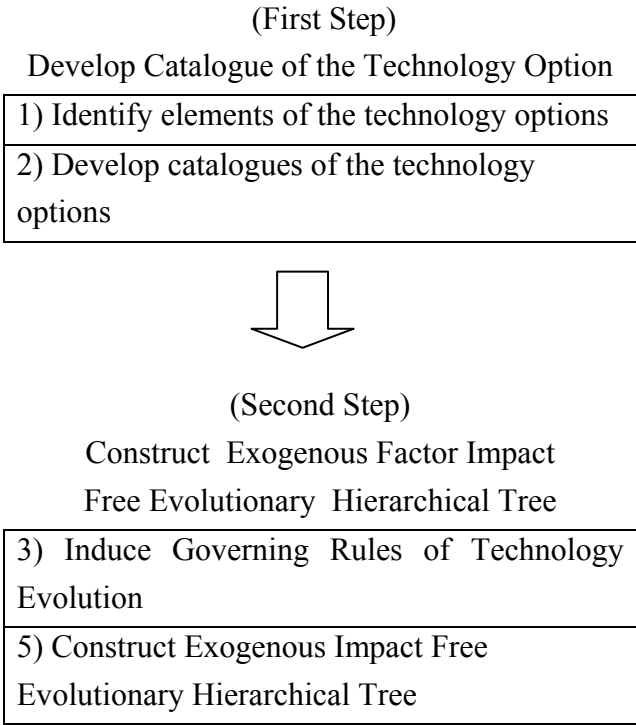 (First Step)
Develop Catalogue of the Technology Option
1) Identify elements of the technology options
2) Develop catalogues of the technology
options
(Second Step)
Construct Exogenous Factor Impact
Free Evolutionary Hierarchical Tree
3) Induce Governing Rules of Technology
Evolution
5) Construct Exogenous Impact Free
Evolutionary Hierarchical Tree